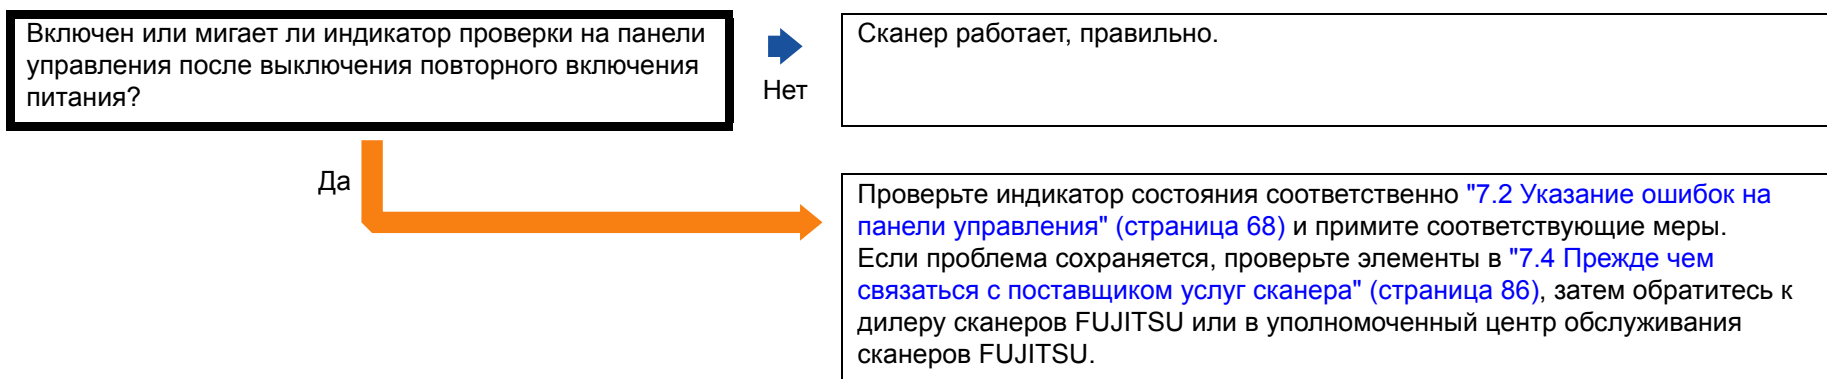 Включен или мигает ли индикатор проверки на панели
управления после выключения повторного включения
питания?
Нет
Сканер работает, правильно.
Да
Проверьте индикатор состояния соответственно "7.2 Указание ошибок на
панели управления" (страница 68) и примите соответствующие меры.
Если проблема сохраняется, проверьте элементы в "7.4 Прежде чем
связаться с поставщиком услуг сканера" (страница 86), затем обратитесь к
дилеру сканеров FUJITSU или в уполномоченный центр обслуживания
сканеров FUJITSU.